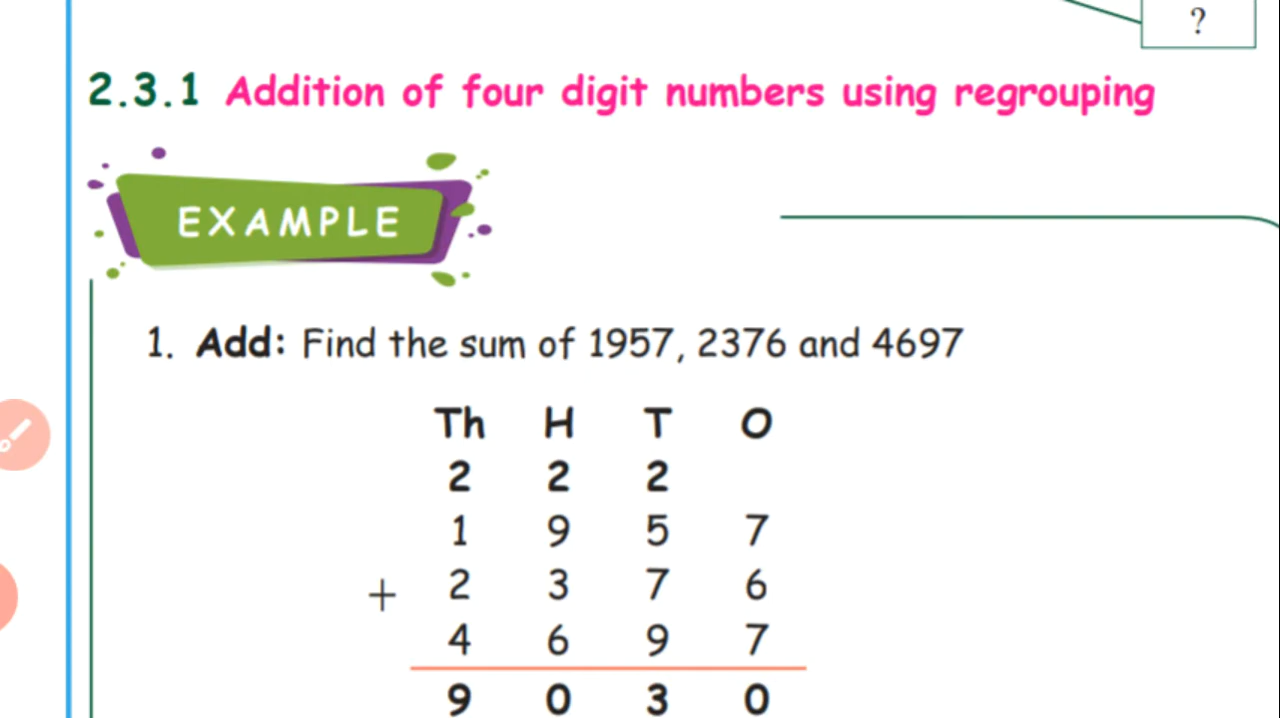 ?
2.3.1 Addition of four digit numbers using regrouping
EXAMPLE
1. Add: Find the sum of 1957, 2376 and 4697
Th H T O
2 2 2
1 9 5 7
+ 2 3 7 6
4 6 9 7
9 0 3 0